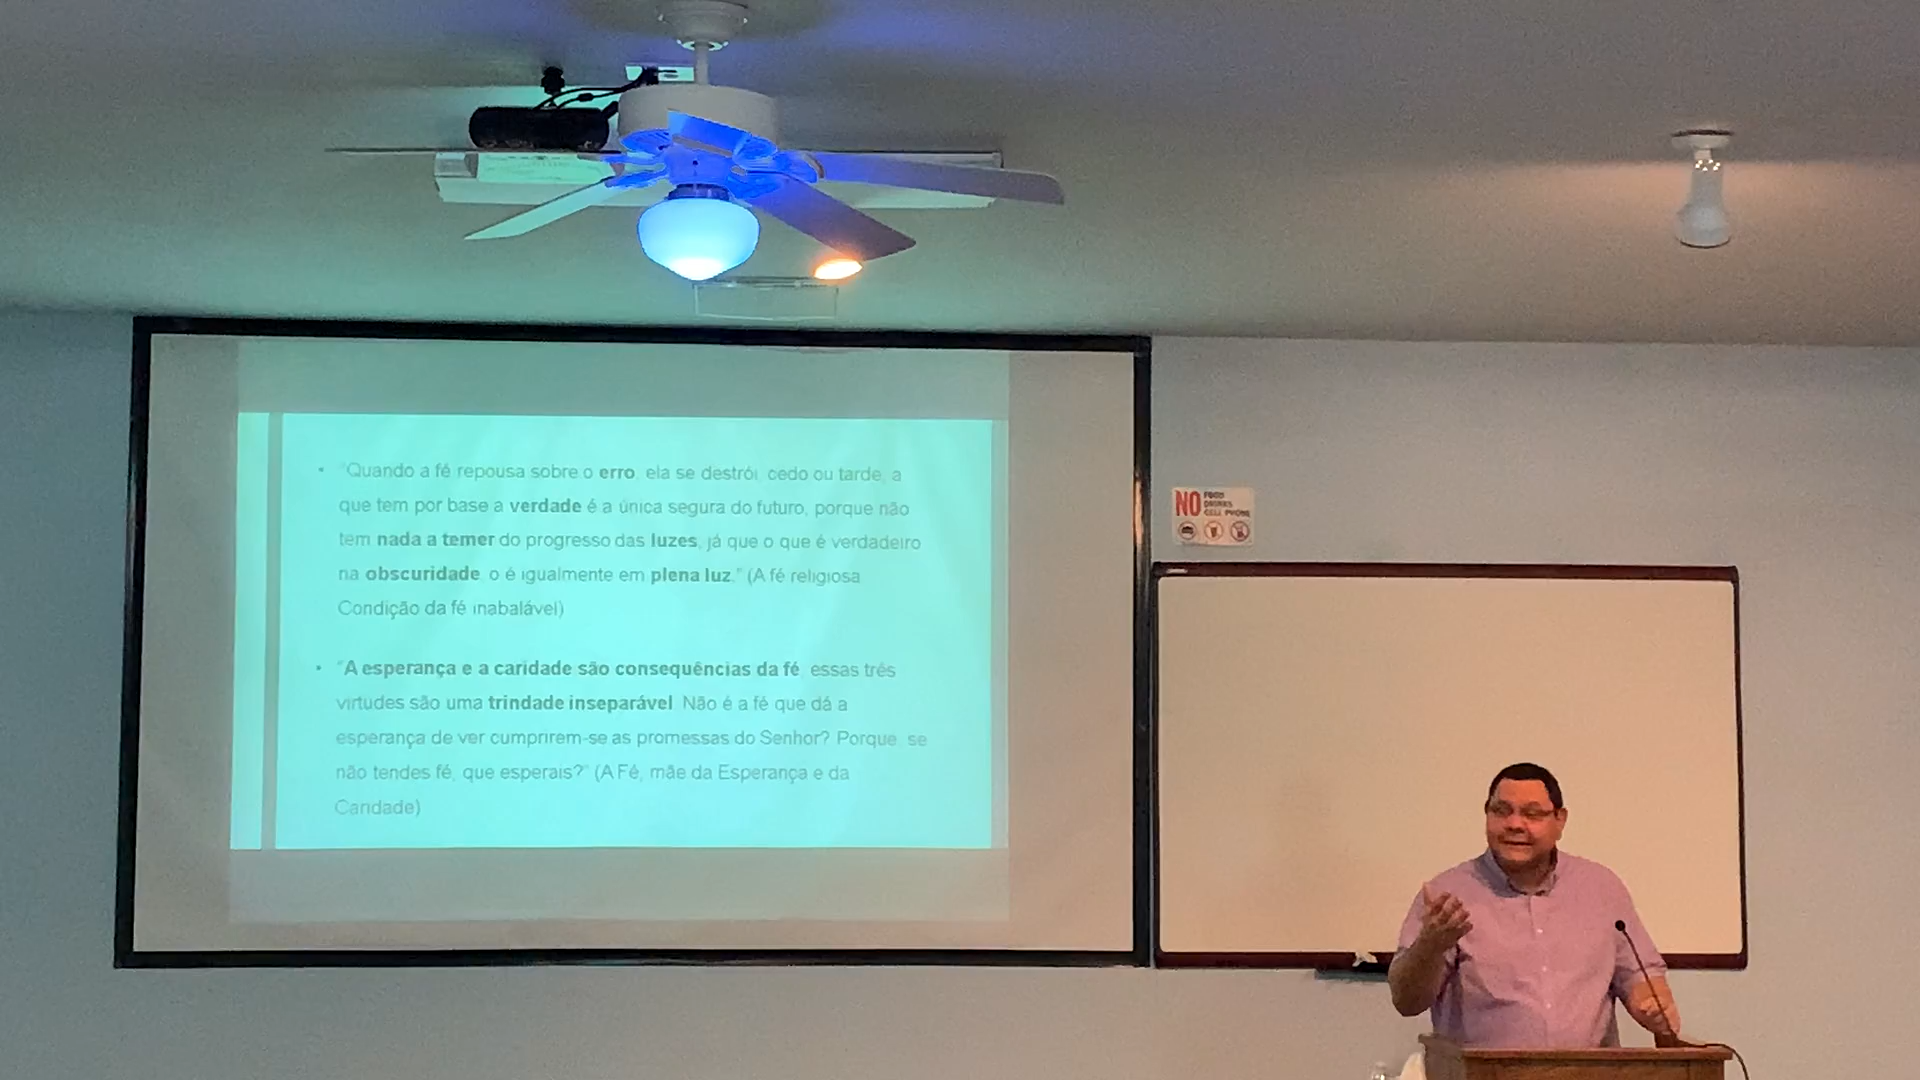 • "Quando a fé repousa sobre o erro, ela se destrói, cedo ou tarde, a
que tem por base a verdade é a única segura do futuro, porque não
tem nada a temer do progresso das luzes, já que o que é verdadeiro
na obscuridade, o é igualmente em plena luz." (A fé religiosa
Condição da fé inabalável)
• "A esperança e a caridade são consequências da fé, essas três
virtudes são uma trindade inseparável. Não é a fé que dá a
esperança de ver cumprirem-se as promessas do Senhor? Porque, se
não tendes fé, que esperais?" (A Fé, mãe da Esperança e da
Caridade)
NO FOOD
DRINKS
CELL PHONE